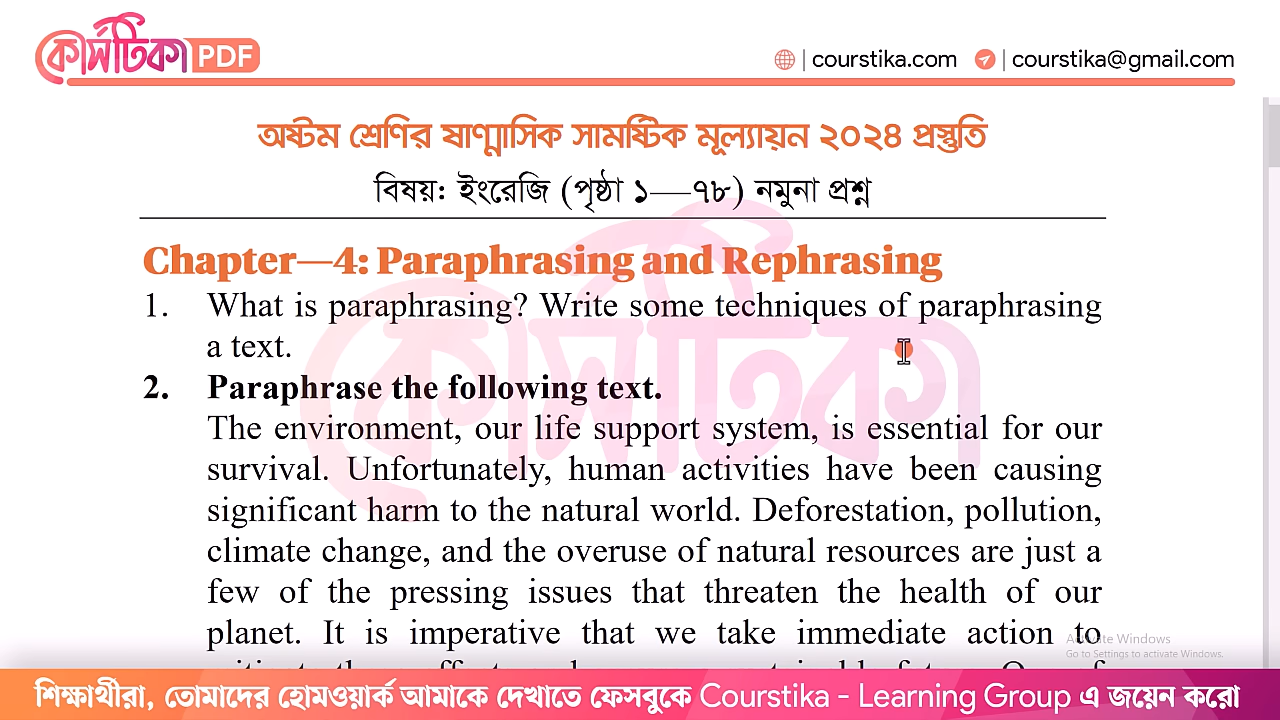 কোর্সটিকা PDF
courstika.com | courstika@gmail.com
অষ্টম শ্রেণির ষাণ্মাসিক সামষ্টিক মূল্যায়ন ২০২৪ প্রস্তুতি
বিষয়: ইংরেজি (পৃষ্ঠা ১—৭৮) নমুনা প্রশ্ন
Chapter—4: Paraphrasing and Rephrasing
1. What is paraphrasing? Write some techniques of paraphrasing
a text.
2. Paraphrase the following text.
The environment, our life support system, is essential for our
survival. Unfortunately, human activities have been causing
significant harm to the natural world. Deforestation, pollution,
climate change, and the overuse of natural resources are just a
few of the pressing issues that threaten the health of our
planet. It is imperative that we take immediate action to
Activate Windows
Go to Settings to activate Windows.
শিক্ষার্থীরা, তোমাদের হোমওয়ার্ক আমাকে দেখাতে ফেসবুকে Courstika - Learning Group এ জয়েন করো